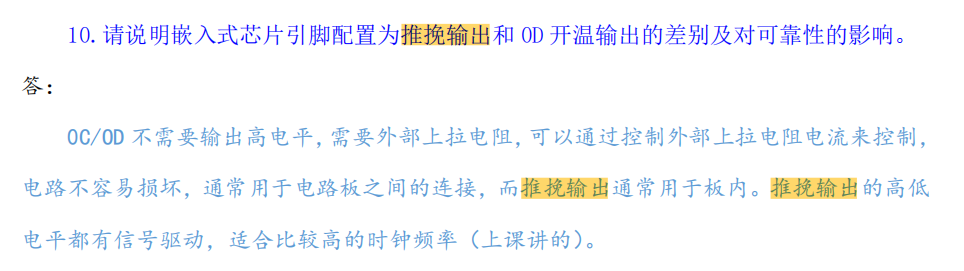 10.请说明嵌入式芯片引脚配置为推挽输出和 OD 开温输出的差别及对可靠性的影响。
答：
OC/OD 不需要输出高电平，需要外部上拉电阻，可以通过控制外部上拉电阻电流来控制，
电路不容易损坏，通常用于电路板之间的连接，而推挽输出通常用于板内。推挽输出的高低
电平都有信号驱动，适合比较高的时钟频率（上课讲的）。